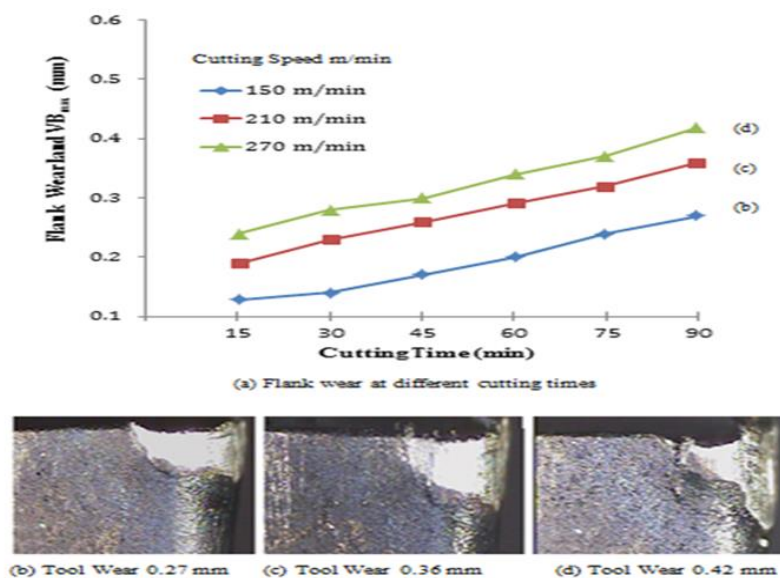 0.6
0.5
0.4
0.3
0.2
0.1
Flank Wear land VB
(mm)
Cutting Speed m/min
150 m/min
210 m/min
270 m/min
(d)
(c)
(b)
15 30 45 60 75 90
Cutting Time (min)
(a) Flank wear at different cutting times
(b) Tool Wear 0.27 mm (c) Tool Wear 0.36 mm (d) Tool Wear 0.42 mm